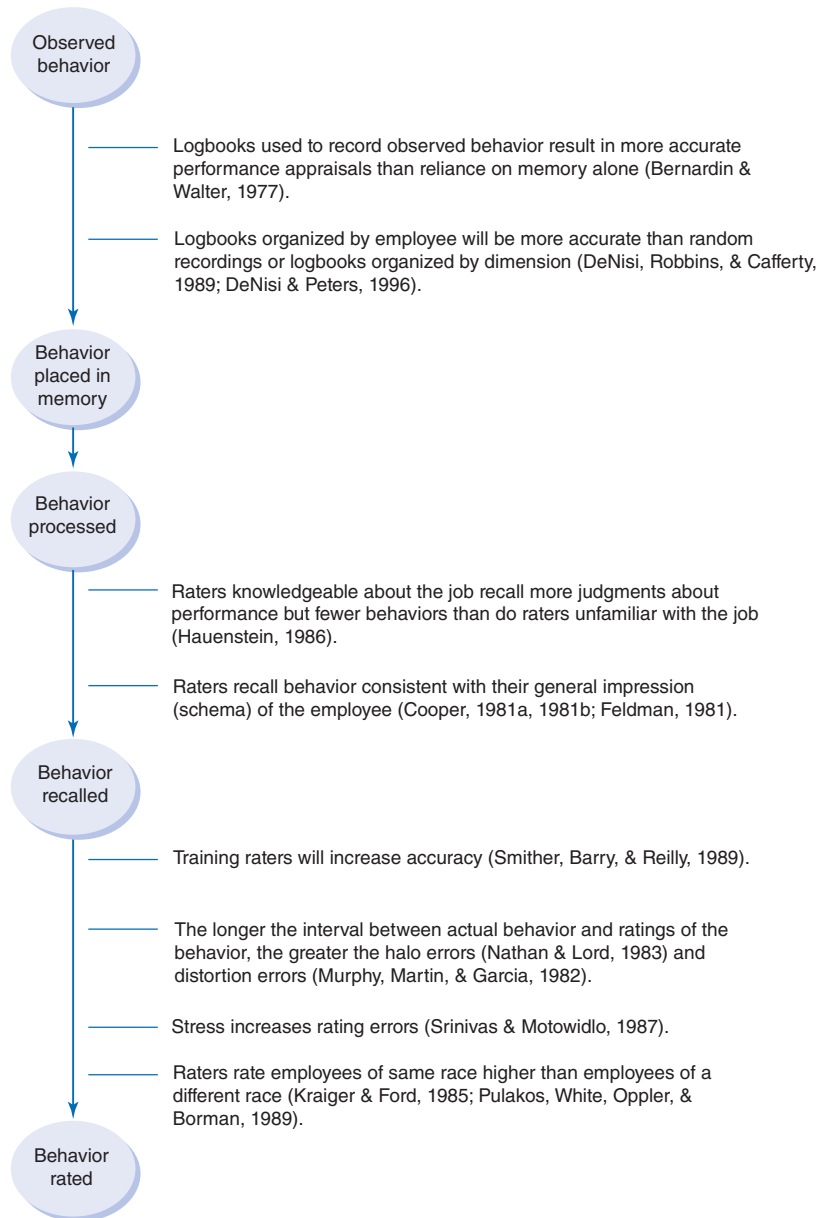 Observed
behavior
Logbooks used to record observed behavior result in more accurate
performance appraisals than reliance on memory alone (Bernardin &
Walter, 1977).
Logbooks organized by employee will be more accurate than random
recordings or logbooks organized by dimension (DeNisi, Robbins, & Cafferty,
1989; DeNisi & Peters, 1996).
Behavior
placed in
memory
Behavior
processed
Raters knowledgeable about the job recall more judgments about
performance but fewer behaviors than do raters unfamiliar with the job
(Hauenstein, 1986).
Raters recall behavior consistent with their general impression
(schema) of the employee (Cooper, 1981a, 1981b; Feldman, 1981).
Behavior
recalled
Training raters will increase accuracy (Smither, Barry, & Reilly, 1989).
The longer the interval between actual behavior and ratings of the
behavior, the greater the halo errors (Nathan & Lord, 1983) and
distortion errors (Murphy, Martin, & Garcia, 1982).
Stress increases rating errors (Srinivas & Motowidlo, 1987).
Raters rate employees of same race higher than employees of a
different race (Kraiger & Ford, 1985; Pulakos, White, Oppler, &
Borman, 1989).
Behavior
rated